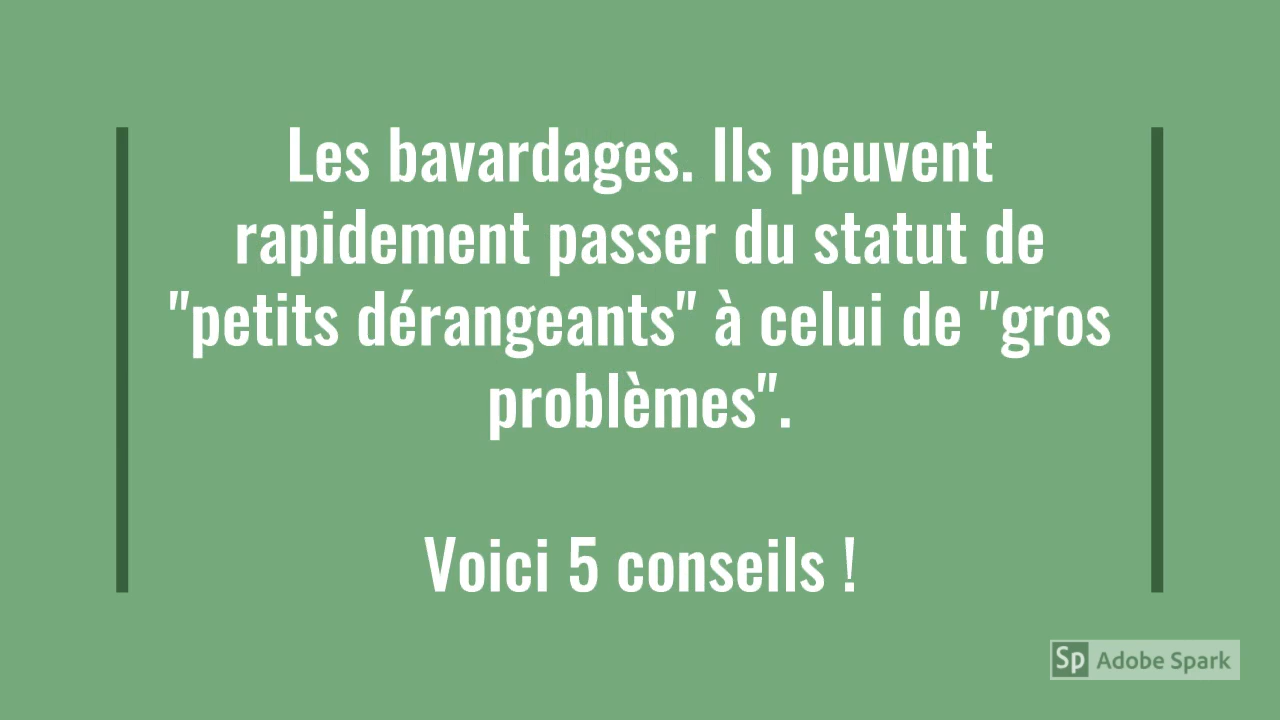 Les bavardages. Ils peuvent
rapidement passer du statut de
"petits dérangeants" à celui de "gros
problèmes".
Voici 5 conseils !
Sp Adobe Spark